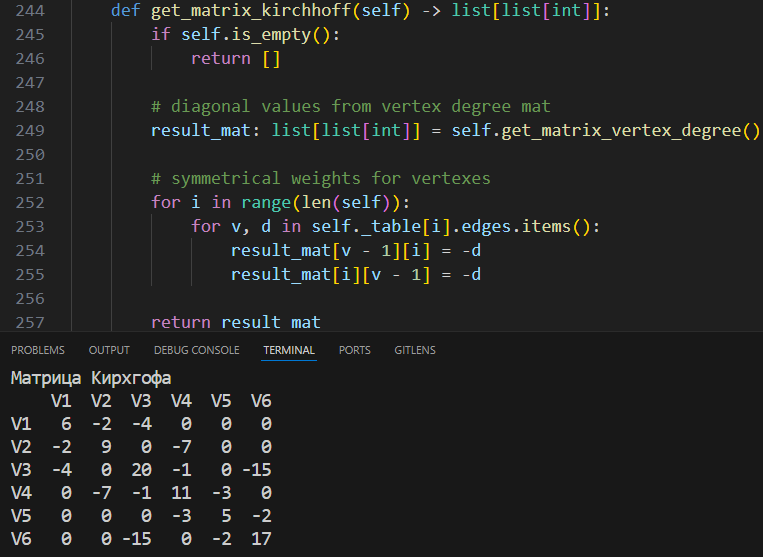 244 def get_matrix_kirchhoff(self) -> list[list[int]]:
245 if self.is_empty():
246 return []
247
248 # diagonal values from vertex degree mat
249 result_mat: list[list[int]] = self.get_matrix_vertex_degree()
250
251 # symmetrical weights for vertexes
252 for i in range(len(self)):
253 for v, d in self._table[i].edges.items():
254 result_mat[v - 1][i] = -d
255 result_mat[i][v - 1] = -d
256
257 return result_mat
PROBLEMS OUTPUT DEBUG CONSOLE TERMINAL PORTS GITLENS
Матрица Кирхгофа
V1 V2 V3 V4 V5 V6
V1 6 -2 -4 0 0 0
V2 -2 9 0 -7 0 0
V3 -4 0 20 -1 0 -15
V4 0 -7 -1 11 -3 0
V5 0 0 0 -3 5 -2
V6 0 0 -15 0 -2 17